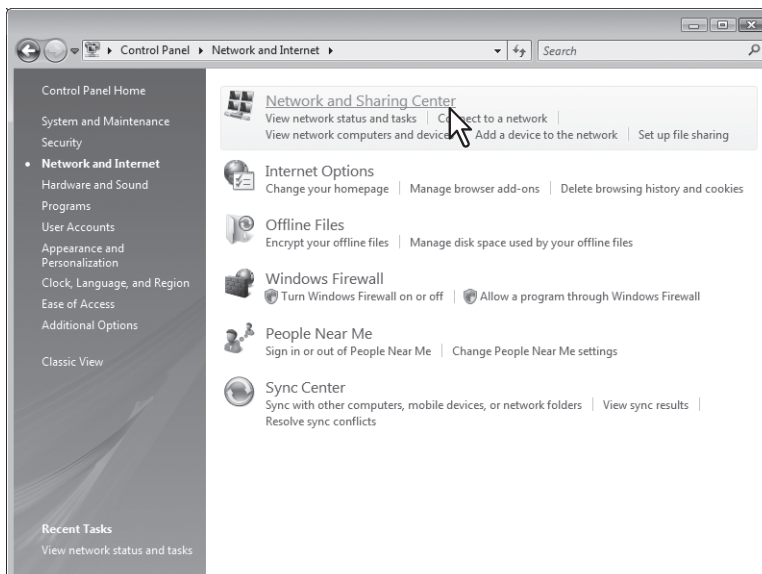 Control Panel
Network and Internet
Search
Control Panel Home
System and Maintenance
Security
Network and Internet
Hardware and Sound
Programs
User Accounts
Appearance and
Personalization
Clock, Language, and Region
Ease of Access
Additional Options
Classic View
Recent Tasks
View network status and tasks
Network and Sharing Center
View network status and tasks Connect to a network
View network computers and devices Add a device to the network Set up file sharing
Internet Options
Change your homepage Manage browser add-ons Delete browsing history and cookies
Offline Files
Encrypt your offline files Manage disk space used by your offline files
Windows Firewall
Turn Windows Firewall on or off Allow a program through Windows Firewall
People Near Me
Sign in or out of People Near Me Change People Near Me settings
Sync Center
Sync with other computers, mobile devices, or network folders View sync results
Resolve sync conflicts